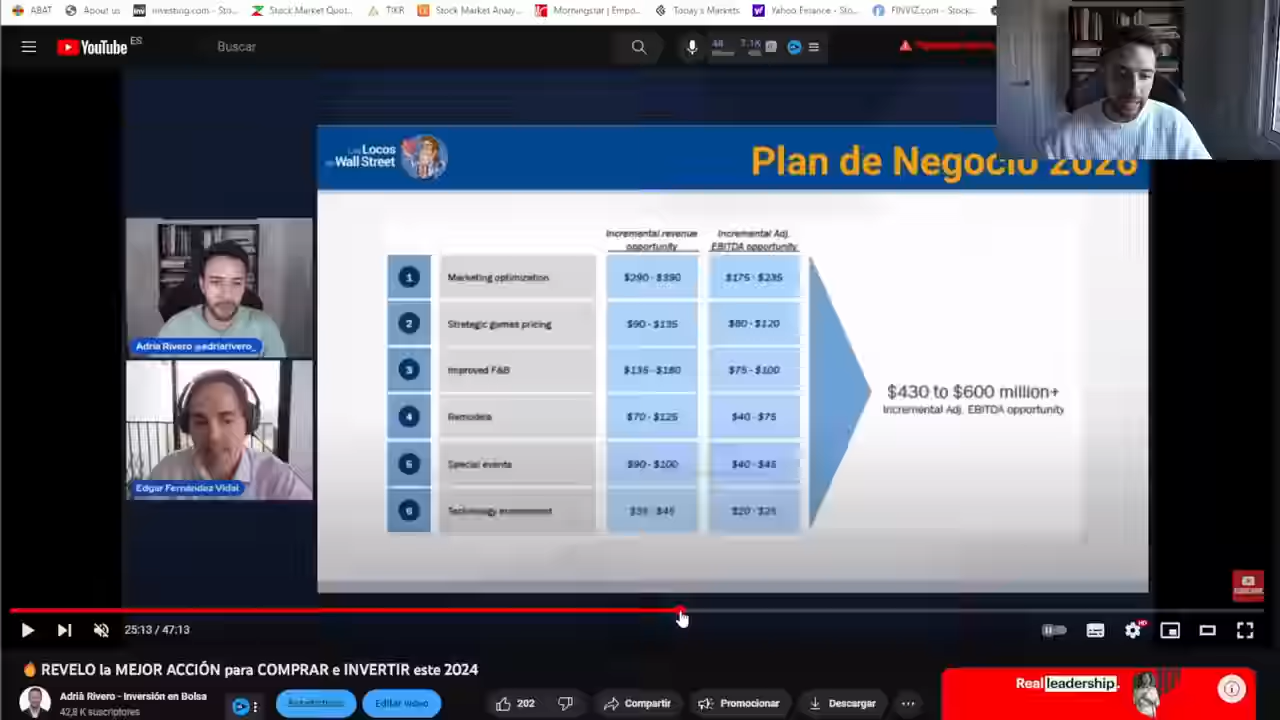 ABAT
About us
investing.com - Sto...
Stock Market Quot...
TIKR
Stock Market Analy...
Morningstar | Empo...
Today's Markets
Yahoo Finance - Sto...
FINVIZ.com - Stock...
YouTube ES
Buscar
48
3.1K
Los Locos
de Wall Street
Plan de Negocio 2026
Incremental revenue opportunity
Incremental Adj. EBITDA opportunity
1 Marketing optimization $290 - $390 $175 - $235
2 Strategic games pricing $90 - $135 $80 - $120
3 Improved F&B $135 - $180 $75 - $100
4 Remodels $70 - $125 $40 - $75
5 Special events $90 - $100 $40 - $45
6 $20 - $25
$430 to $600 million+
Incremental Adj. EBITDA opportunity
Adrià Rivero @adriarivero_
Edgar Fernández Vidal
SUBSCRIBE
25:13 / 47:13
HD
REVELO la MEJOR ACCIÓN para COMPRAR e INVERTIR este 2024
Adrià Rivero - Inversión en Bolsa
42,8 K suscriptores
Editar vídeo
202
Compartir
Promocionar
Descargar
Real leadership.